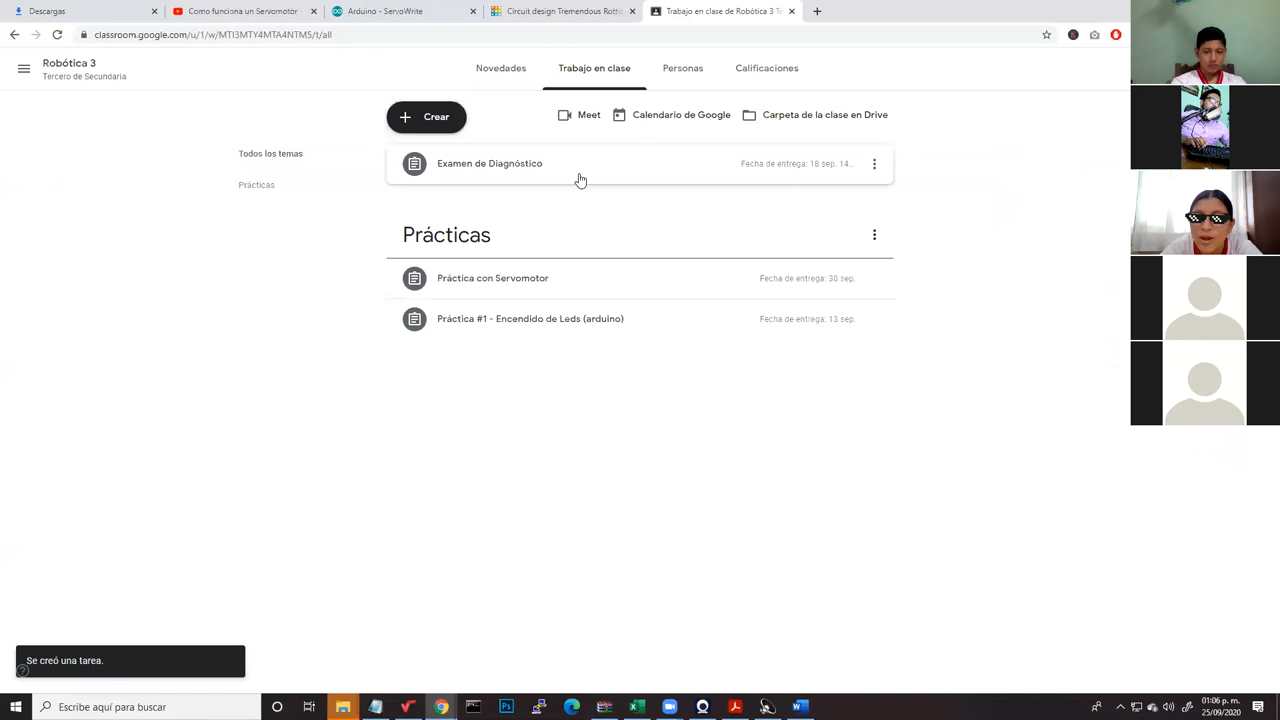 Descargas
Como funciona un Servomotor -
Arduino - ServoWrite
Circuit design Tremendous Rottig
Trabajo en clase de Robótica 3 Te
classroom.google.com/u/1/w/MTI3MTY4MTA4NTM5/t/all
Robótica 3
Tercero de Secundaria
Novedades
Trabajo en clase
Personas
Calificaciones
Crear
Meet
Calendario de Google
Carpeta de la clase en Drive
Todos los temas
Prácticas
Examen de Diagnóstico
Fecha de entrega: 18 sep. 14...
Prácticas
Práctica con Servomotor
Fecha de entrega: 30 sep.
Práctica #1 - Encendido de Leds (arduino)
Fecha de entrega: 13 sep.
Se creó una tarea.
Escribe aquí para buscar
01:06 p. m.
25/09/2020